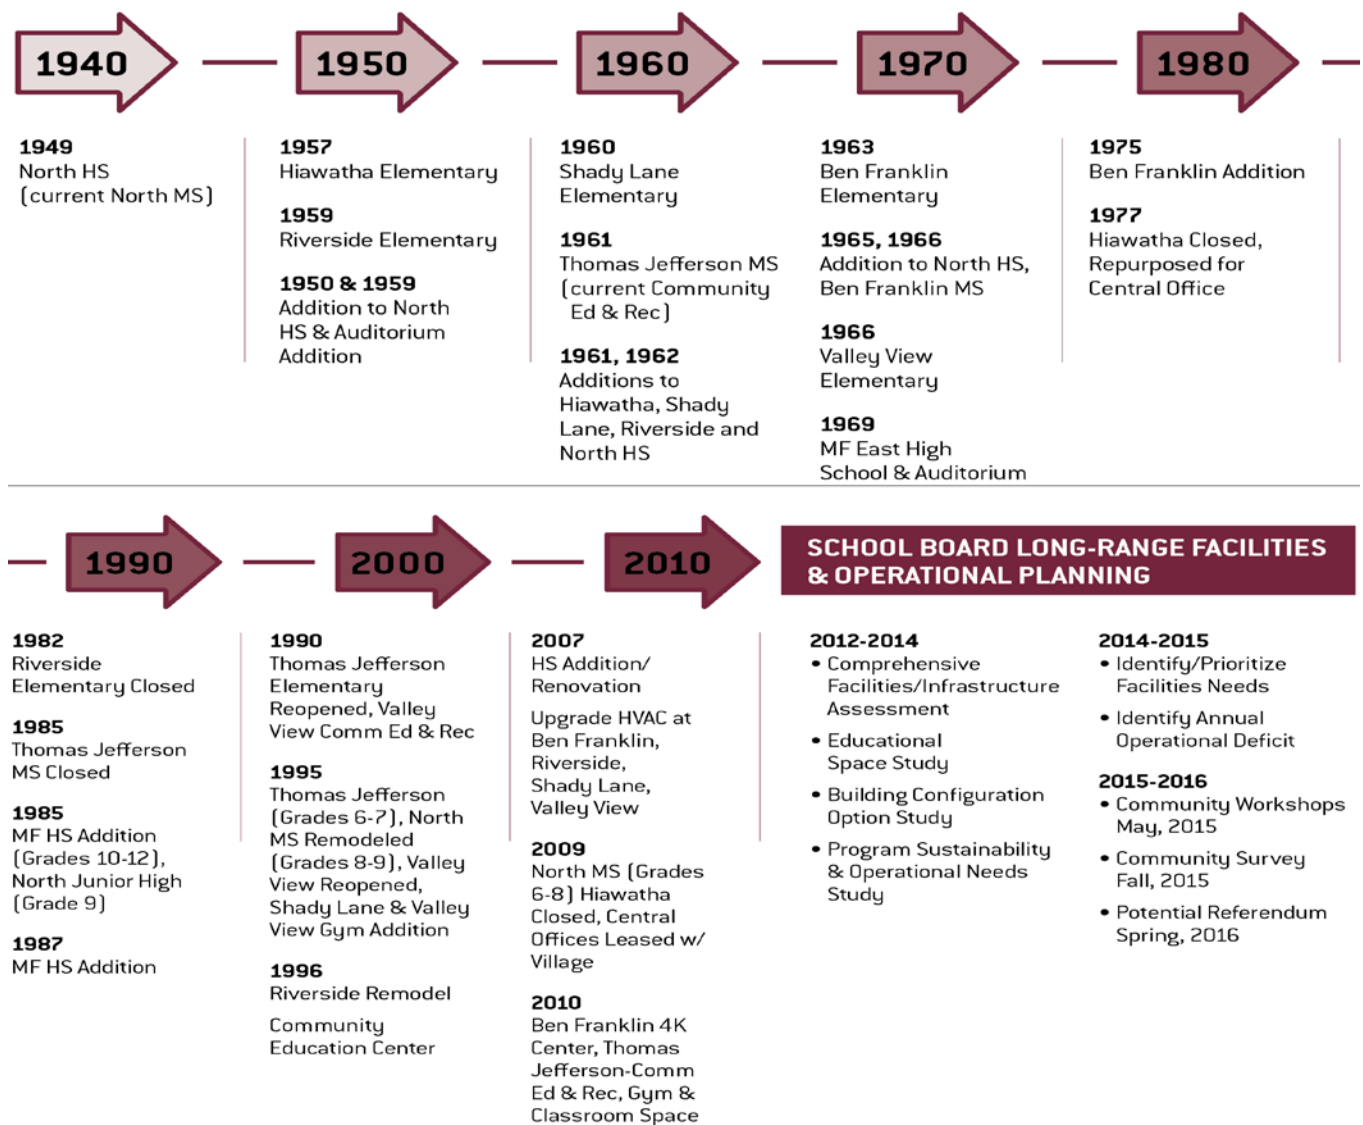 1940
1950
1960
1970
1980
1949
North HS
(current North MS)
1957
Hiawatha Elementary
1959
Riverside Elementary
1950 & 1959
Addition to North
HS & Auditorium
Addition
1960
Shady Lane
Elementary
1961
Thomas Jefferson MS
(current Community
Ed & Rec)
1961, 1962
Additions to
Hiawatha, Shady
Lane, Riverside and
North HS
1963
Ben Franklin
Elementary
1965, 1966
Addition to North HS,
Ben Franklin MS
1966
Valley View
Elementary
1969
MF East High
School & Auditorium
1975
Ben Franklin Addition
1977
Hiawatha Closed,
Repurposed for
Central Office
1990
2000
2010
SCHOOL BOARD LONG-RANGE FACILITIES
& OPERATIONAL PLANNING
1982
Riverside
Elementary Closed
1985
Thomas Jefferson
MS Closed
1985
MF HS Addition
(Grades 10-12),
North Junior High
(Grade 9)
1987
MF HS Addition
1990
Thomas Jefferson
Elementary
Reopened, Valley
View Comm Ed & Rec
1995
Thomas Jefferson
(Grades 6-7), North
MS Remodeled
(Grades 8-9), Valley
View Reopened,
Shady Lane & Valley
View Gym Addition
1996
Riverside Remodel
Community
Education Center
2007
HS Addition/
Renovation
Upgrade HVAC at
Ben Franklin,
Riverside,
Shady Lane,
Valley View
2009
North MS (Grades
6-8) Hiawatha
Closed, Central
Offices Leased w/
Village
2010
Ben Franklin 4K
Center, Thomas
Jefferson-Comm
Ed & Rec, Gym &
Classroom Space
2012-2014
• Comprehensive
Facilities/Infrastructure
Assessment
• Educational
Space Study
• Building Configuration
Option Study
• Program Sustainability
& Operational Needs
Study
2014-2015
• Identify/Prioritize
Facilities Needs
• Identify Annual
Operational Deficit
2015-2016
• Community Workshops
May, 2015
• Community Survey
Fall, 2015
• Potential Referendum
Spring, 2016